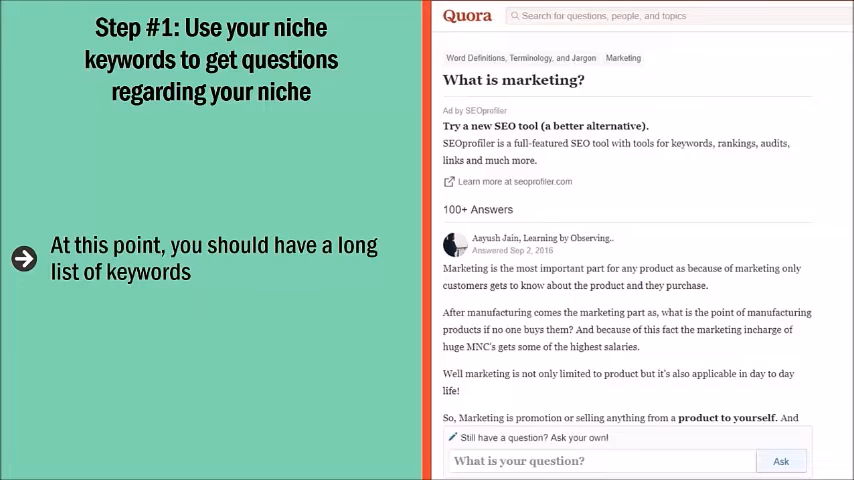 Step #1: Use your niche
keywords to get questions
regarding your niche
At this point, you should have a long
list of keywords
Quora
Search for questions, people, and topics
Word Definitions, Terminology, and Jargon Marketing
What is marketing?
Ad by SEOprofiler
Try a new SEO tool (a better alternative).
SEOprofiler is a full-featured SEO tool with tools for keywords, rankings, audits,
links and much more.
Learn more at seoprofiler.com
100+ Answers
Aayush Jain, Learning by Observing..
Answered Sep 2, 2016
Marketing is the most important part for any product as because of marketing only
customers gets to know about the product and they purchase.
After manufacturing comes the marketing part as, what is the point of manufacturing
products if no one buys them? And because of this fact the marketing incharge of
huge MNC's gets some of the highest salaries.
Well marketing is not only limited to product but it's also applicable in day to day
life!
So, Marketing is promotion or selling anything from a product to yourself. And
Still have a question? Ask your own!
What is your question?
Ask